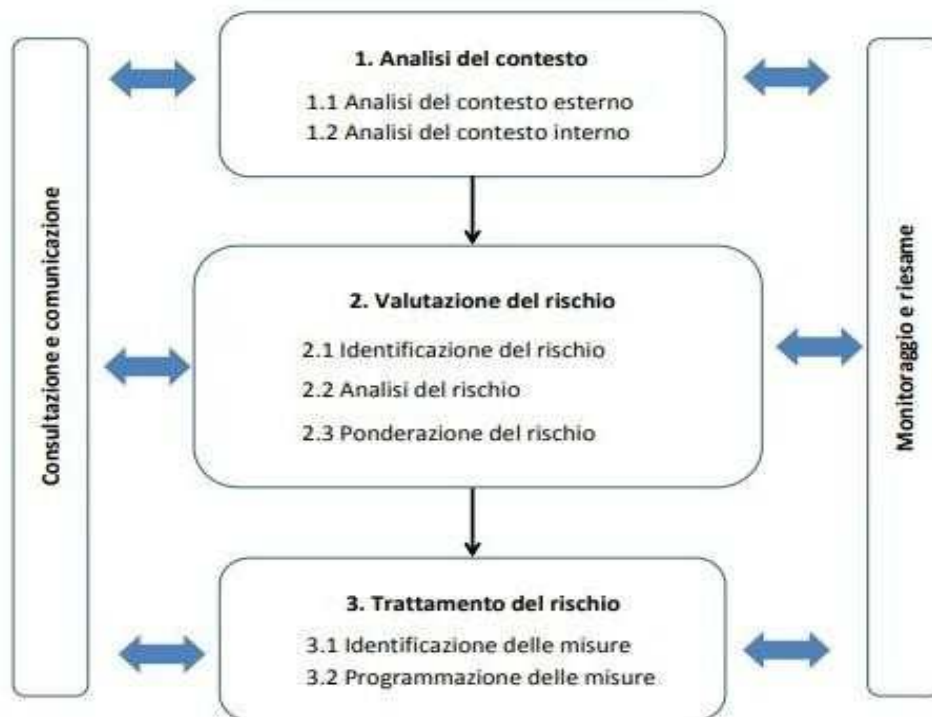 Consultazione e comunicazione
1. Analisi del contesto
1.1 Analisi del contesto esterno
1.2 Analisi del contesto interno
2. Valutazione del rischio
2.1 Identificazione del rischio
2.2 Analisi del rischio
2.3 Ponderazione del rischio
3. Trattamento del rischio
3.1 Identificazione delle misure
3.2 Programmazione delle misure
Monitoraggio e riesame